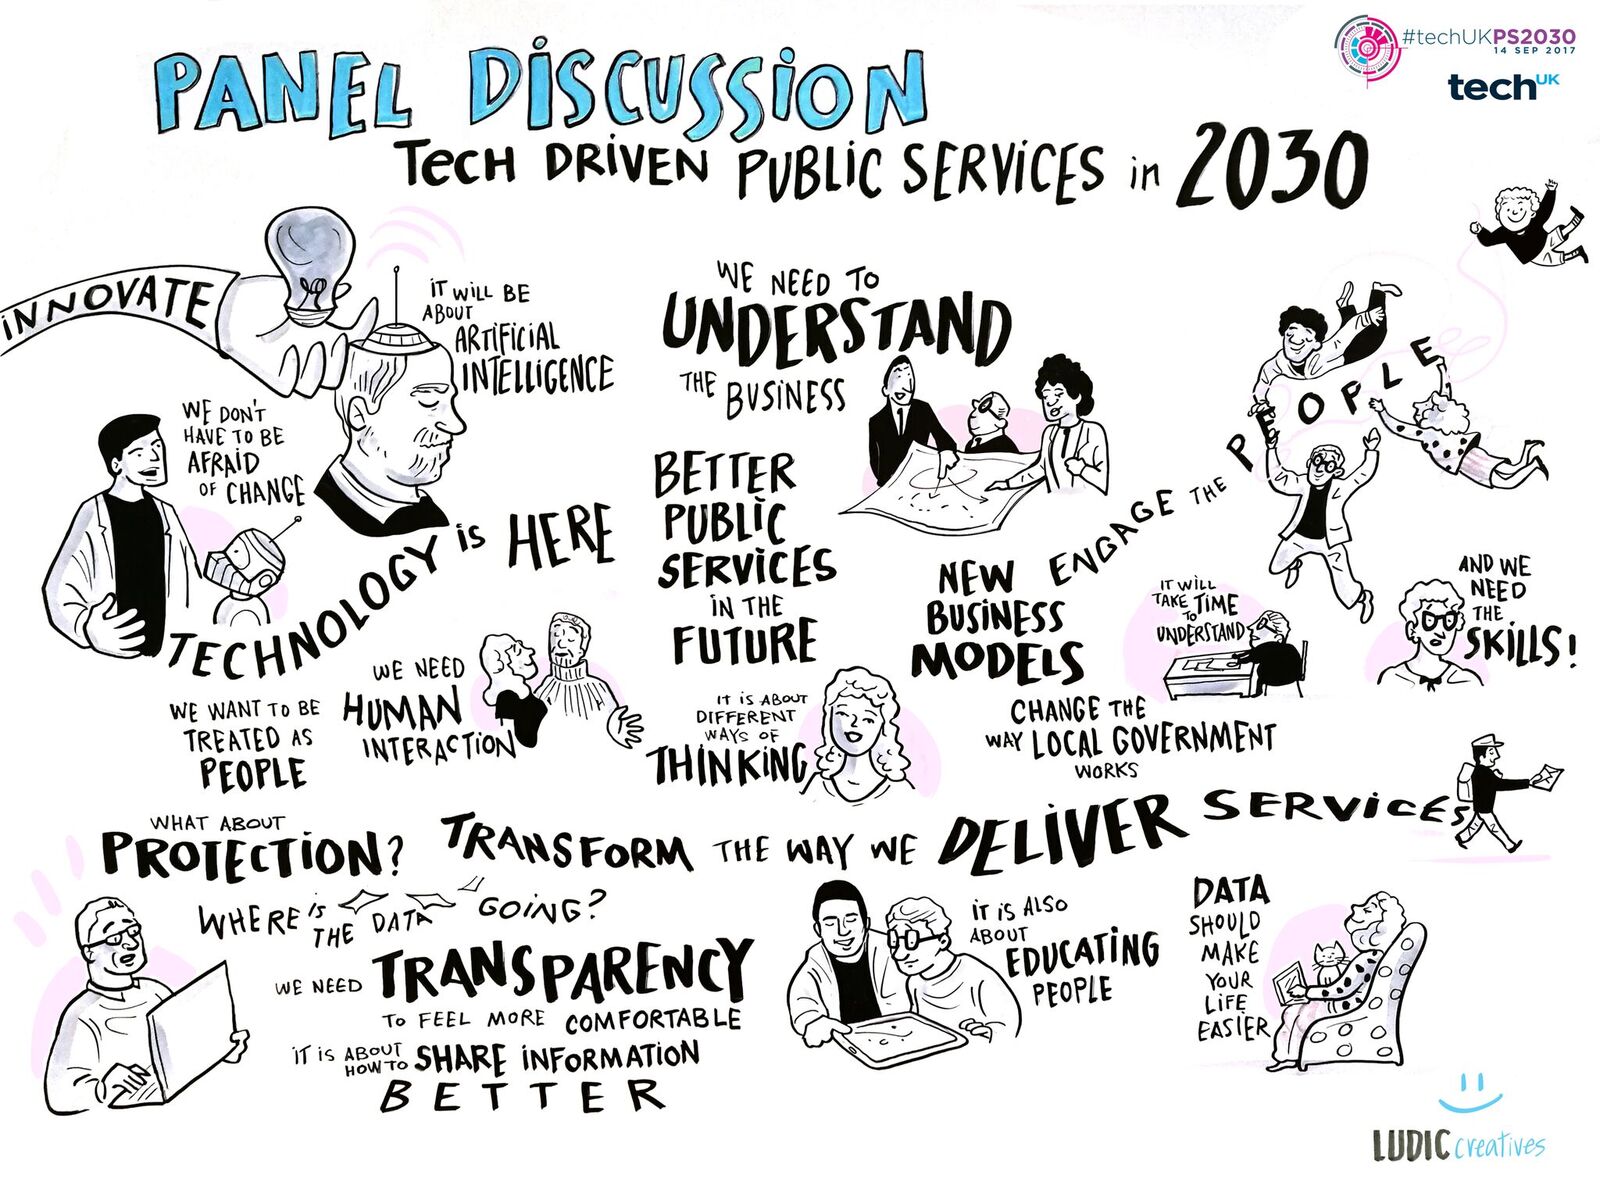 PANEL DISCUSSION
TECH DRIVEN PUBLIC SERVICES in 2030
#techUKPS2030
14 SEP 2017
techUK
INNOVATE
IT WILL BE
ABOUT
ARTIFICIAL
INTELLIGENCE
WE DON'T
HAVE TO BE
AFRAID
OF CHANGE
TECHNOLOGY is HERE
WE NEED TO
UNDERSTAND
THE BUSINESS
BETTER
PUBLIC
SERVICES
IN THE
FUTURE
NEW
BUSINESS
MODELS
ENGAGE THE PEOPLE
IT WILL
TAKE TIME
TO
UNDERSTAND
AND WE
NEED
THE
SKILLS!
WE WANT TO BE
TREATED AS
PEOPLE
WE NEED
HUMAN
INTERACTION
IT IS ABOUT
DIFFERENT
WAYS OF
THINKING
CHANGE THE
WAY LOCAL GOVERNMENT
WORKS
WHAT ABOUT
PROTECTION?
TRANSFORM THE WAY WE DELIVER SERVICES
WHERE IS THE DATA GOING?
WE NEED TRANSPARENCY
TO FEEL MORE COMFORTABLE
IT IS ABOUT
HOW TO SHARE INFORMATION
BETTER
IT IS ALSO
ABOUT
EDUCATING
PEOPLE
DATA
SHOULD
MAKE
YOUR
LIFE
EASIER
LUDIC creatives